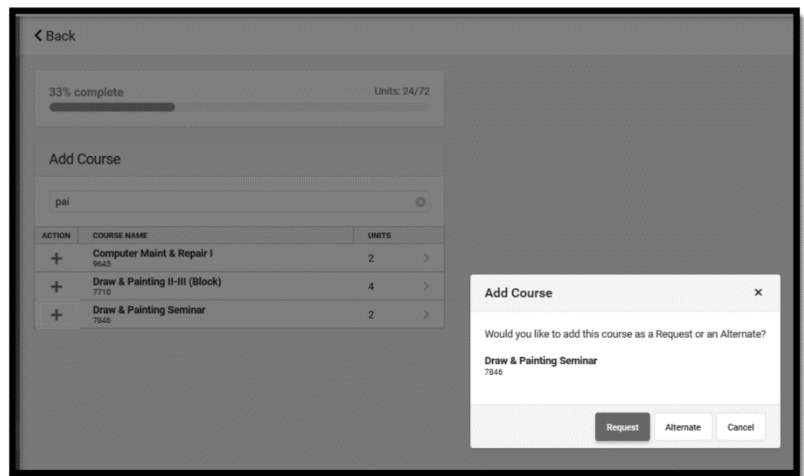 Back
33% complete Units: 24/72
Add Course
pai
ACTION COURSE NAME UNITS
Computer Maint & Repair I 2
9645
Draw & Painting II-III (Block) 4
7710
Draw & Painting Seminar 2
7846
Add Course ×
Would you like to add this course as a Request or an Alternate?
Draw & Painting Seminar
7846
Request Alternate Cancel